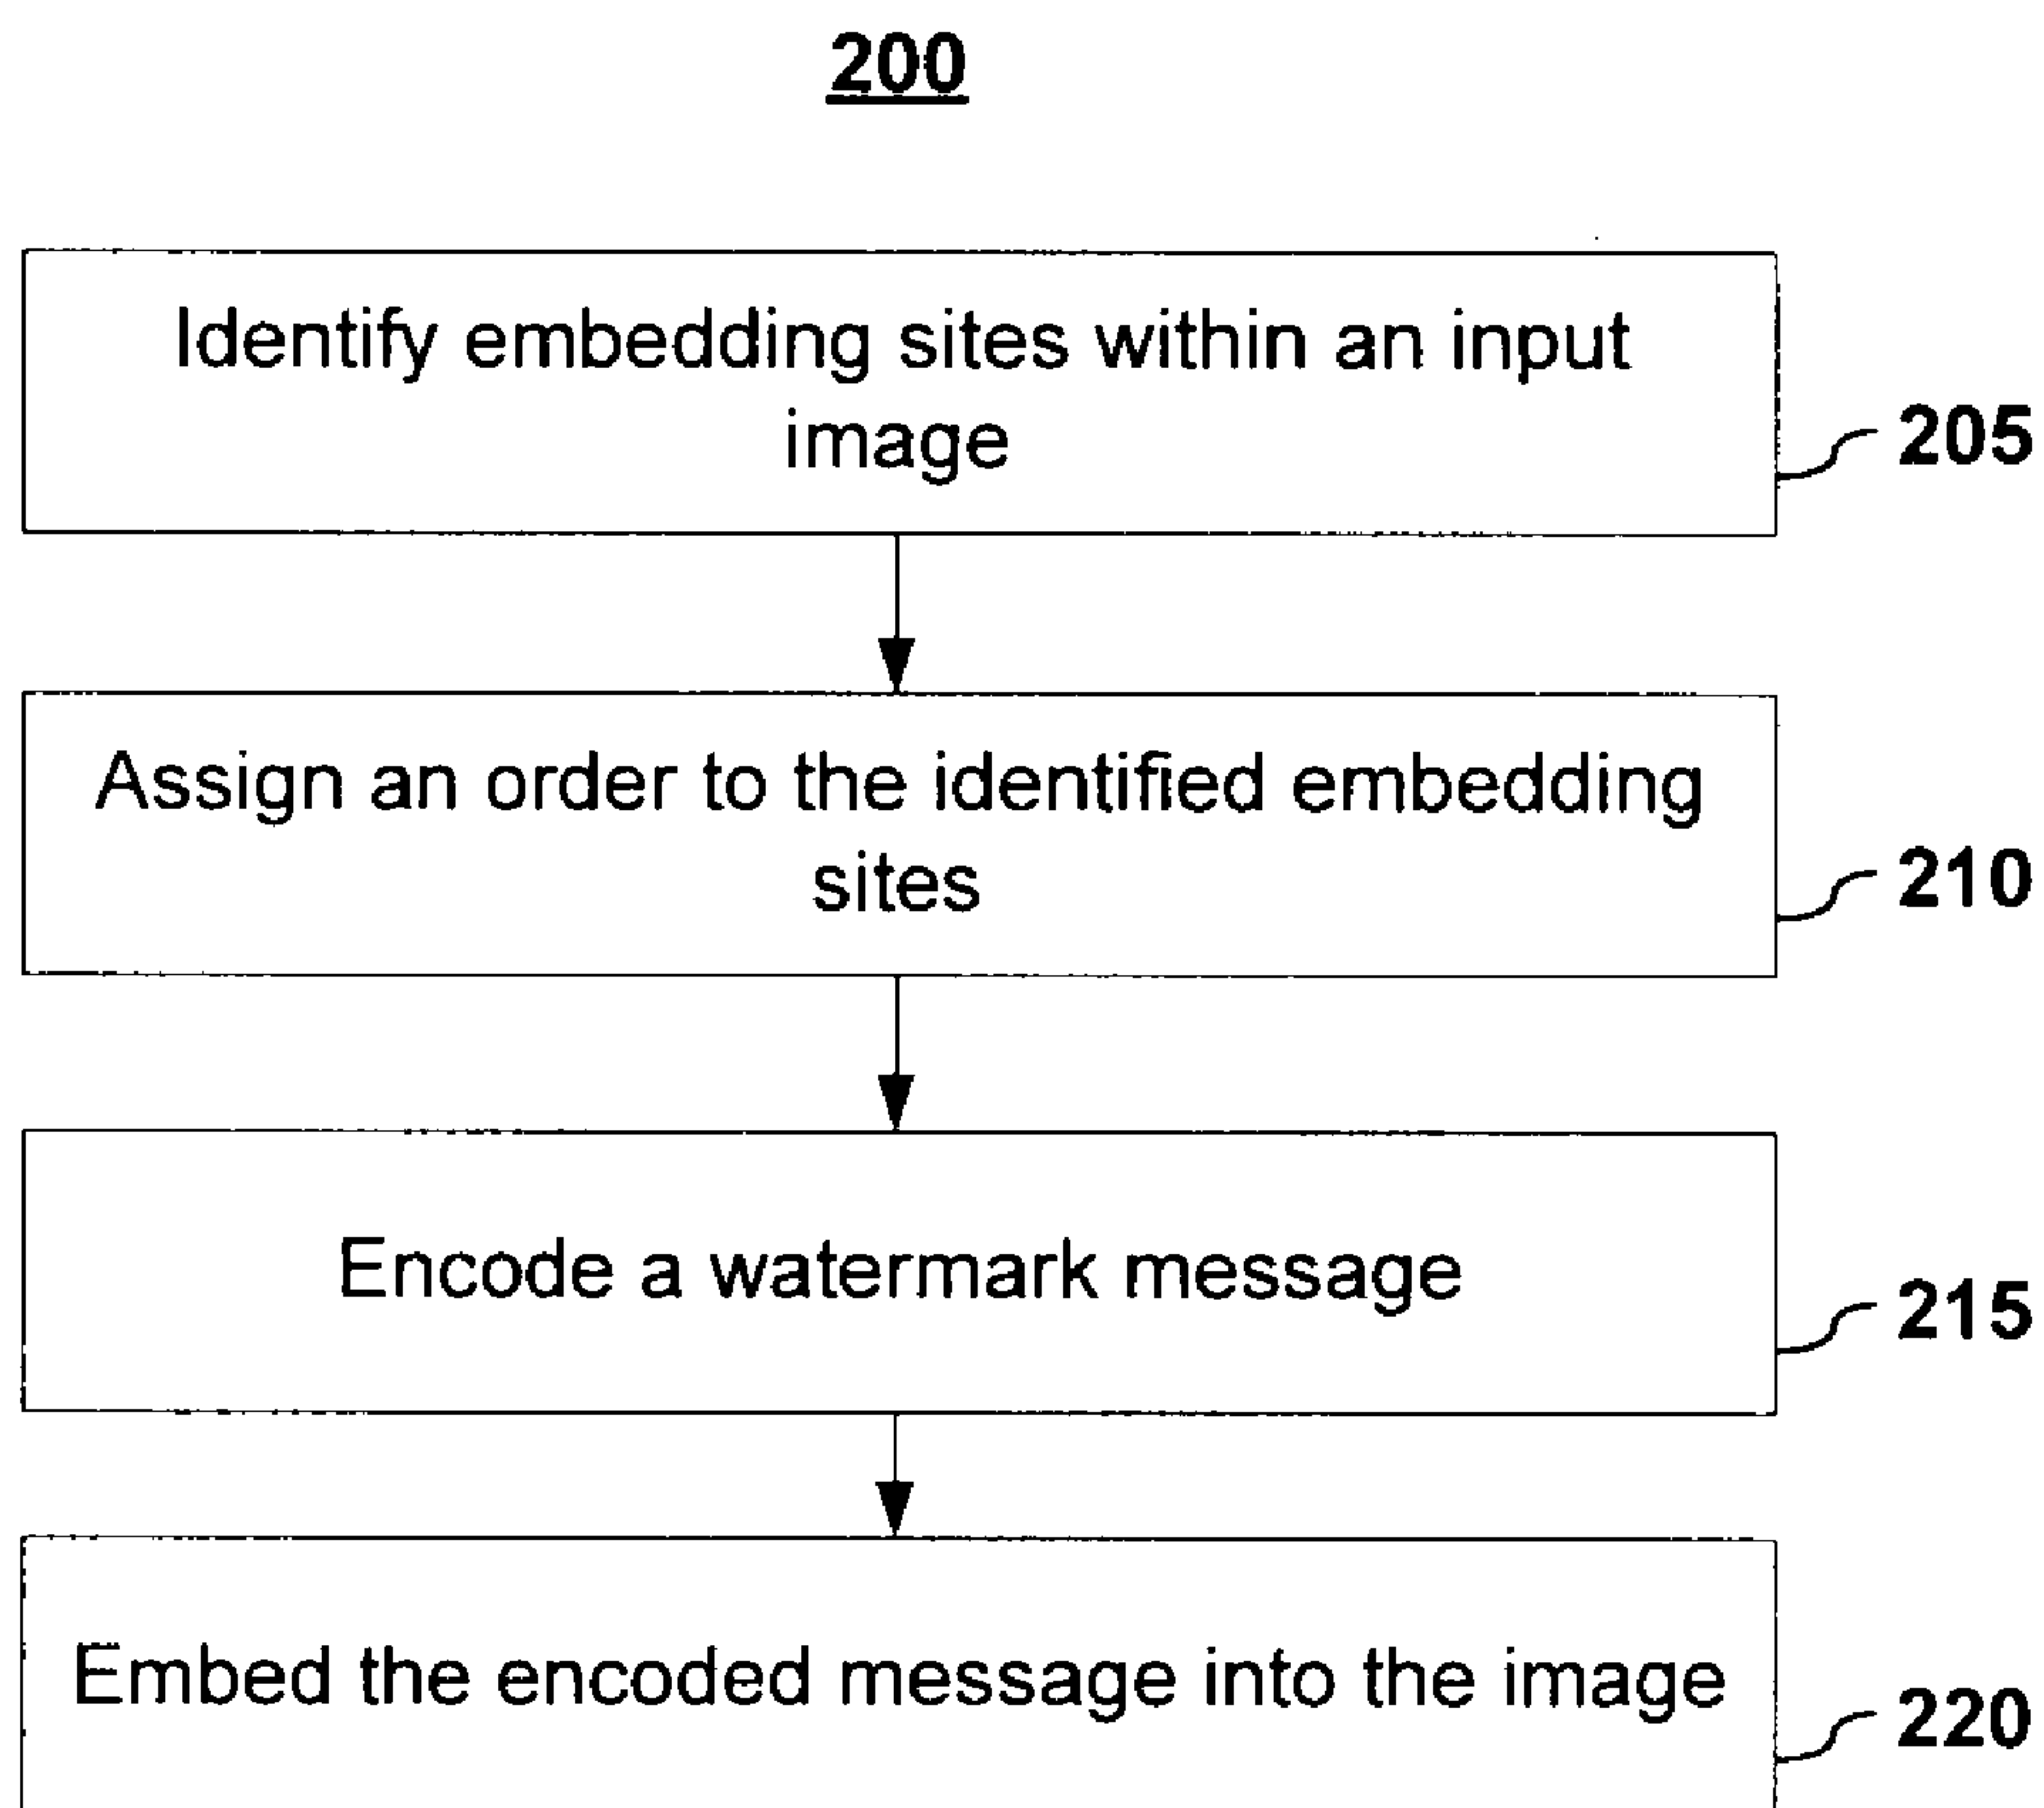 200
Identify embedding sites within an input
image
205
Assign an order to the identified embedding
sites
210
Encode a watermark message
215
Embed the encoded message into the image
220